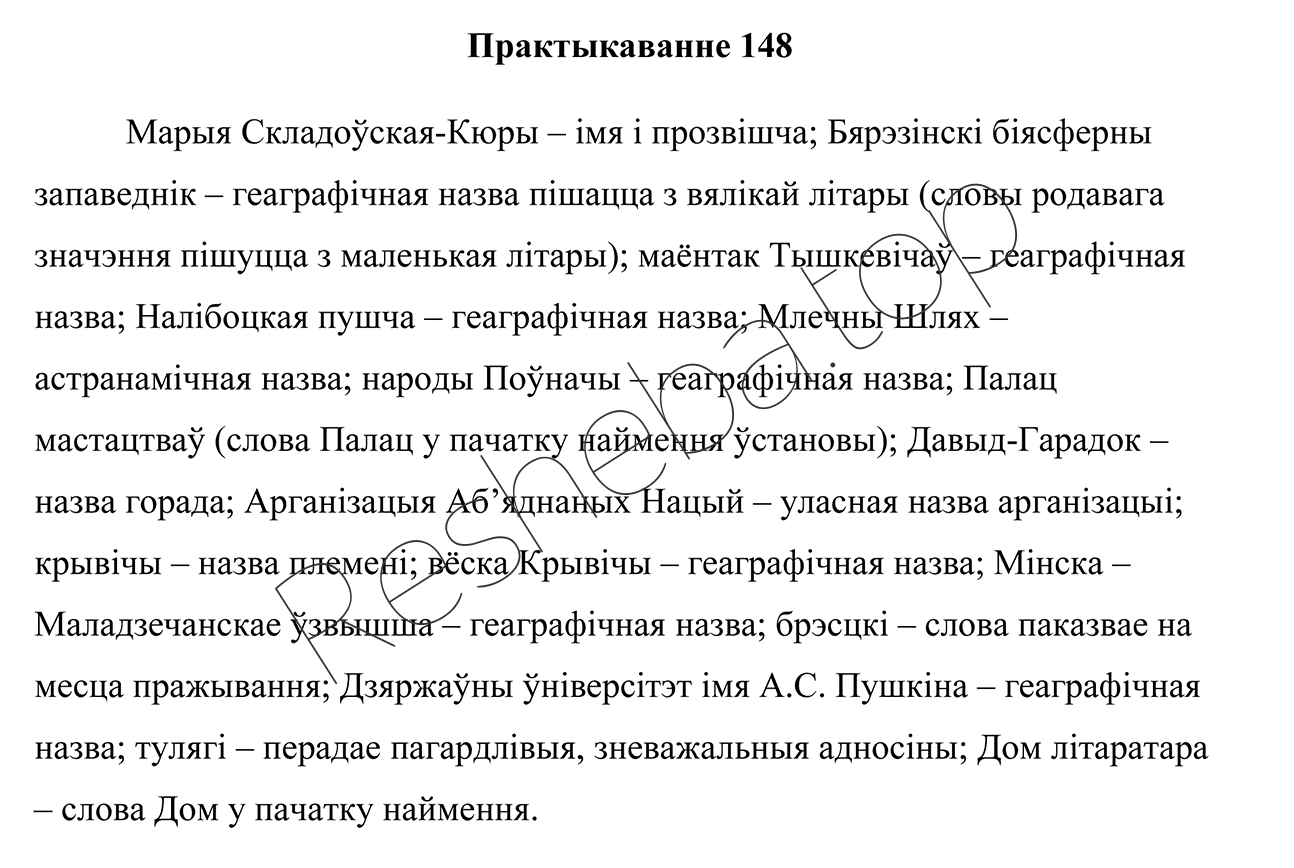 Практыкаванне 148
Марыя Складоўская-Кюры – імя і прозвішча; Бярэзінскі біясферны
запаведнік – геаграфічная назва пішацца з вялікай літары (словы родавага
значэння пішуцца з маленькая літары); маёнтак Тышкевічаў – геаграфічная
назва; Налібоцкая пушча – геаграфічная назва; Млечны Шлях –
астранамічная назва; народы Поўначы – геаграфічная назва; Палац
мастацтваў (слова Палац у пачатку наймення ўстановы); Давыд-Гарадок –
назва горада; Арганізацыя Аб’яднаных Нацый – уласная назва арганізацыі;
крывічы – назва племені; вёска Крывічы – геаграфічная назва; Мінска –
Маладзечанскае ўзвышша – геаграфічная назва; брэсцкі – слова паказвае на
месца пражывання; Дзяржаўны ўніверсітэт імя А.С. Пушкіна – геаграфічная
назва; тулягі – перадае пагардлівыя, зневажальныя адносіны; Дом літаратара
– слова Дом у пачатку наймення.
Resheba.top